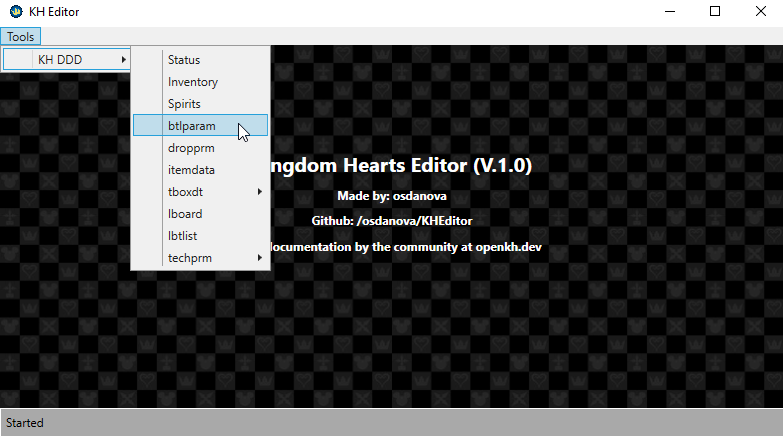 KH Editor
Tools
KH DDD
Status
Inventory
Spirits
btlparam
dropprm
itemdata
tboxdt
lboard
lbtlist
techprm
ngdom Hearts Editor (V.1.0)
Made by: osdanova
Github: /osdanova/KHEditor
documentation by the community at openkh.dev
Started